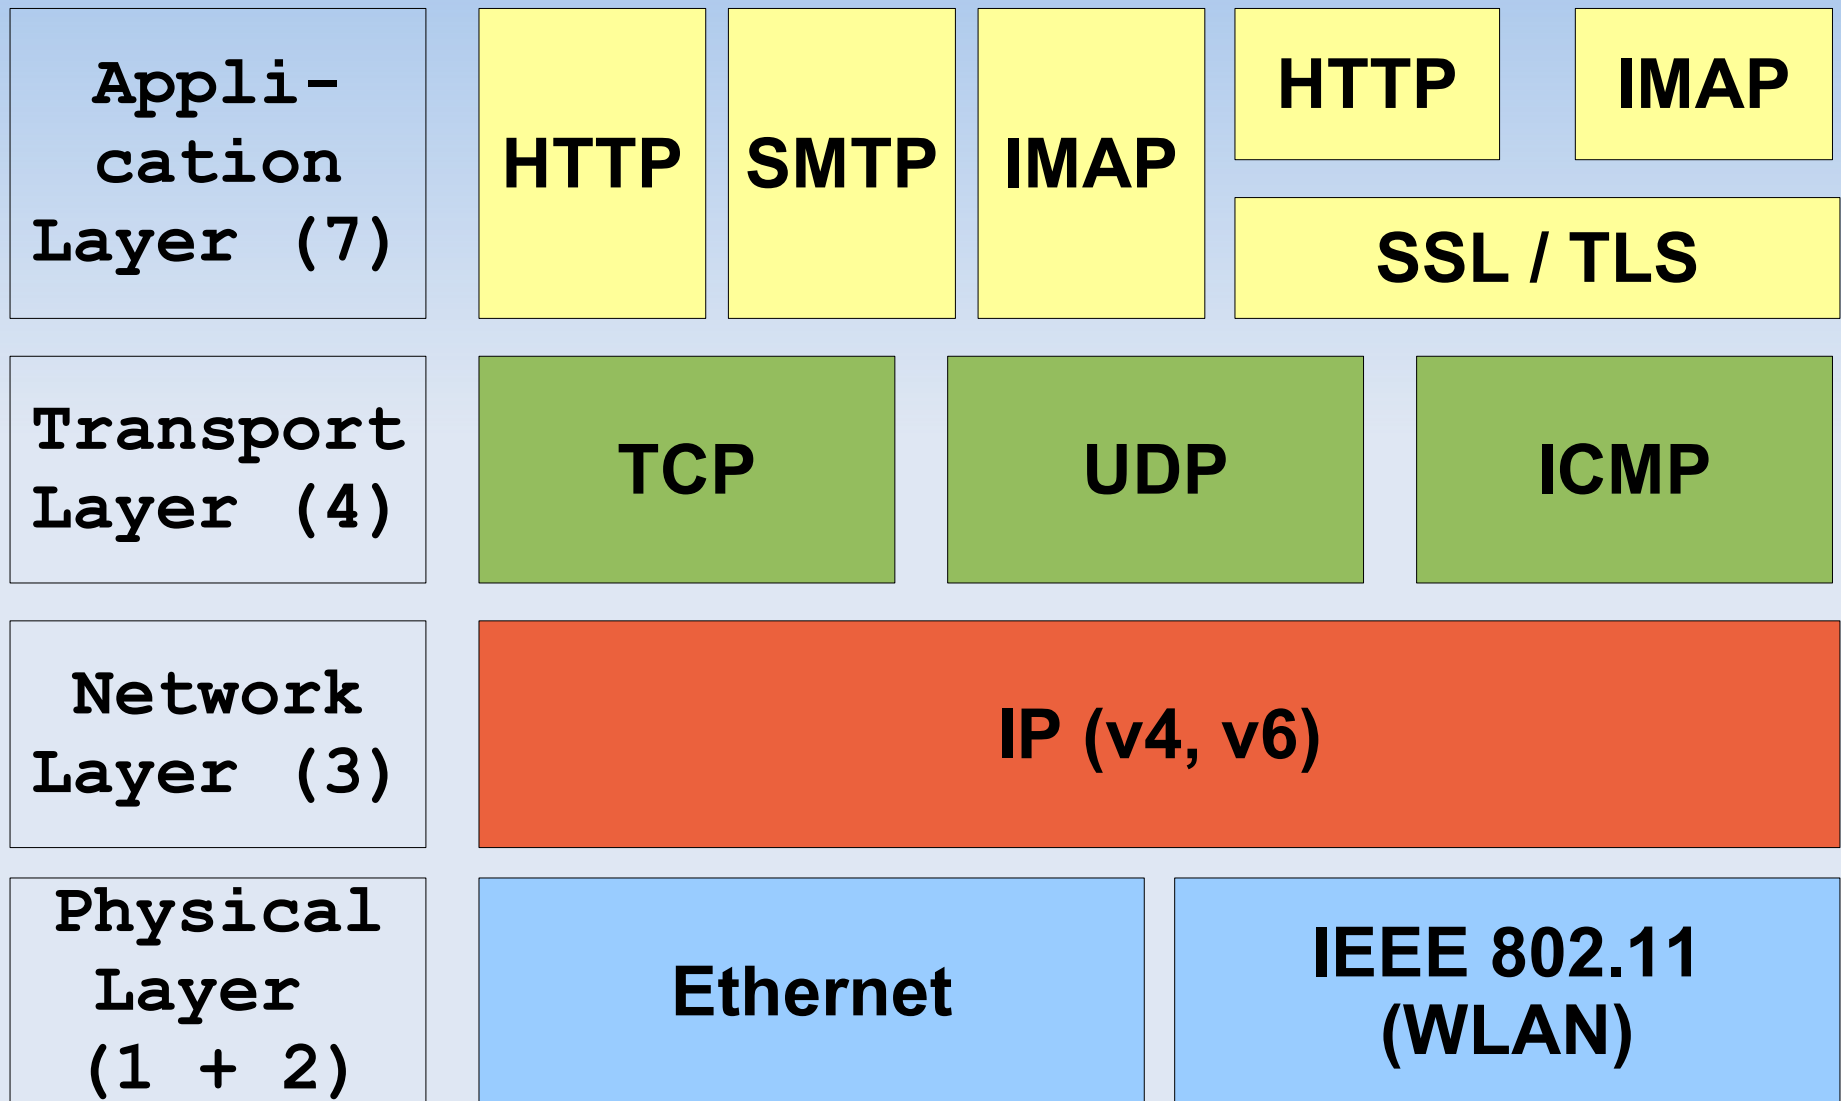 Appli-
cation
Layer (7)
HTTP
SMTP
IMAP
HTTP
IMAP
SSL / TLS
Transport
Layer (4)
TCP
UDP
ICMP
Network
Layer (3)
IP (v4, v6)
Physical
Layer
(1 + 2)
Ethernet
IEEE 802.11
(WLAN)